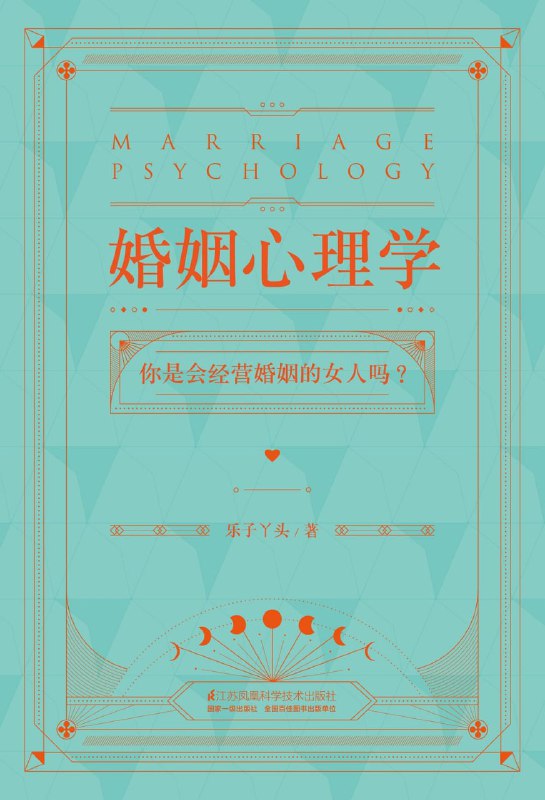 MARRIAGE
PSYCHOLOGY
婚姻心理学
你是会经营婚姻的女人吗？
乐子丫头/著
江苏凤凰科学技术出版社
国家一级出版社 全国百佳图书出版单位